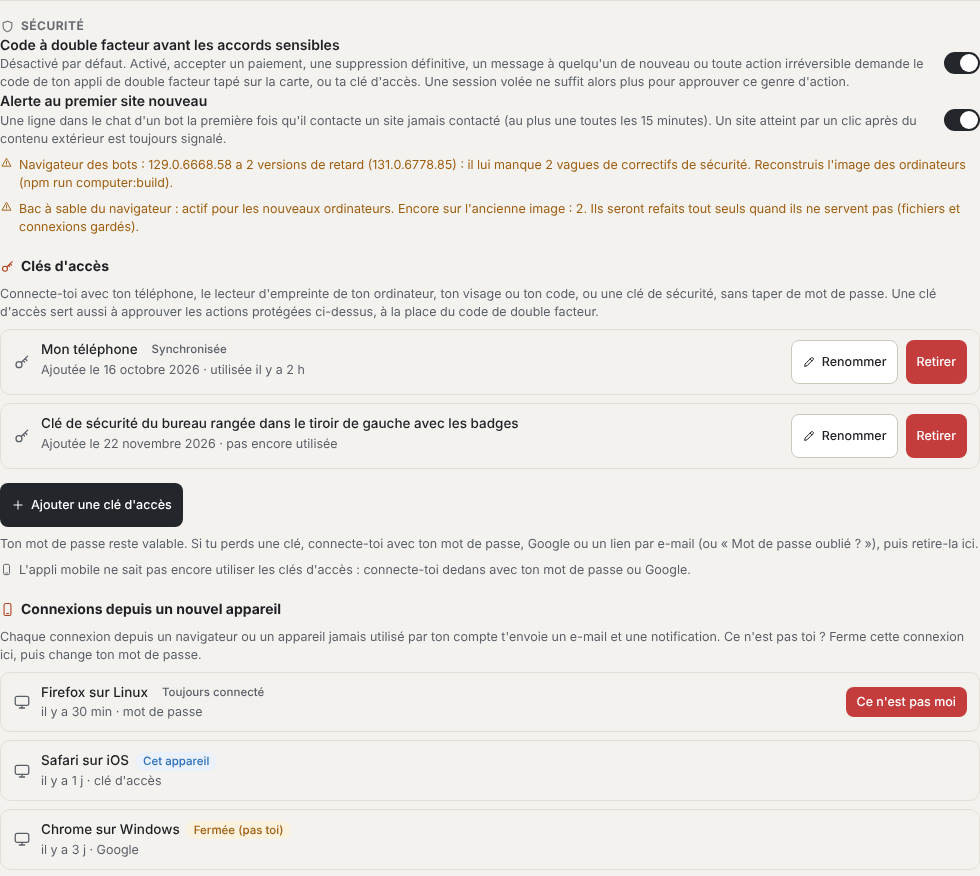 SÉCURITÉ
Code à double facteur avant les accords sensibles
Désactivé par défaut. Activé, accepter un paiement, une suppression définitive, un message à quelqu'un de nouveau ou toute action irréversible demande le
code de ton appli de double facteur tapé sur la carte, ou ta clé d'accès. Une session volée ne suffit alors plus pour approuver ce genre d'action.
Alerte au premier site nouveau
Une ligne dans le chat d'un bot la première fois qu'il contacte un site jamais contacté (au plus une toutes les 15 minutes). Un site atteint par un clic après du
contenu extérieur est toujours signalé.
Navigateur des bots : 129.0.6668.58 a 2 versions de retard (131.0.6778.85) : il lui manque 2 vagues de correctifs de sécurité. Reconstruis l'image des ordinateurs
(npm run computer:build).
Bac à sable du navigateur : actif pour les nouveaux ordinateurs. Encore sur l'ancienne image : 2. Ils seront refaits tout seuls quand ils ne servent pas (fichiers et
connexions gardés).
Clés d'accès
Connecte-toi avec ton téléphone, le lecteur d'empreinte de ton ordinateur, ton visage ou ton code, ou une clé de sécurité, sans taper de mot de passe. Une clé
d'accès sert aussi à approuver les actions protégées ci-dessus, à la place du code de double facteur.
Mon téléphone Synchronisée
Ajoutée le 16 octobre 2026 · utilisée il y a 2 h
Renommer
Retirer
Clé de sécurité du bureau rangée dans le tiroir de gauche avec les badges
Ajoutée le 22 novembre 2026 · pas encore utilisée
Renommer
Retirer
Ajouter une clé d'accès
Ton mot de passe reste valable. Si tu perds une clé, connecte-toi avec ton mot de passe, Google ou un lien par e-mail (ou « Mot de passe oublié ? »), puis retire-la ici.
L'appli mobile ne sait pas encore utiliser les clés d'accès : connecte-toi dedans avec ton mot de passe ou Google.
Connexions depuis un nouvel appareil
Chaque connexion depuis un navigateur ou un appareil jamais utilisé par ton compte t'envoie un e-mail et une notification. Ce n'est pas toi ? Ferme cette connexion
ici, puis change ton mot de passe.
Firefox sur Linux Toujours connecté
il y a 30 min · mot de passe
Ce n'est pas moi
Safari sur iOS Cet appareil
il y a 1 j · clé d'accès
Chrome sur Windows Fermée (pas toi)
il y a 3 j · Google